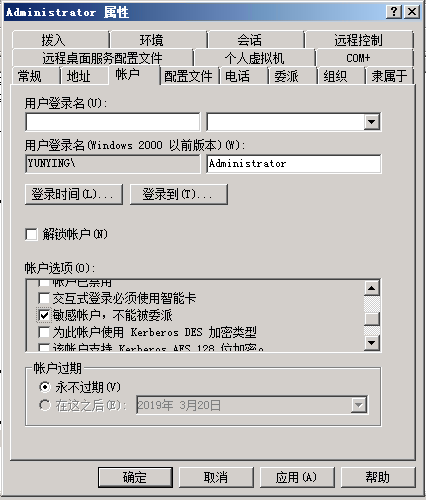 Administrator 属性
拨入 环境 会话 远程控制
远程桌面服务配置文件 个人虚拟机 COM+
常规 地址 帐户 配置文件 电话 委派 组织 隶属于
用户登录名(U):
用户登录名(Windows 2000 以前版本)(W):
YUNYING\ Administrator
登录时间(L)... 登录到(T)...
解锁帐户(N)
帐户选项(O):
帐户已禁用
交互式登录必须使用智能卡
敏感帐户，不能被委派
为此帐户使用 Kerberos DES 加密类型
该帐户支持 Kerberos AES 128 位加密。
帐户过期
永不过期(V)
在这之后(E): 2019年 3月20日
确定 取消 应用(A) 帮助